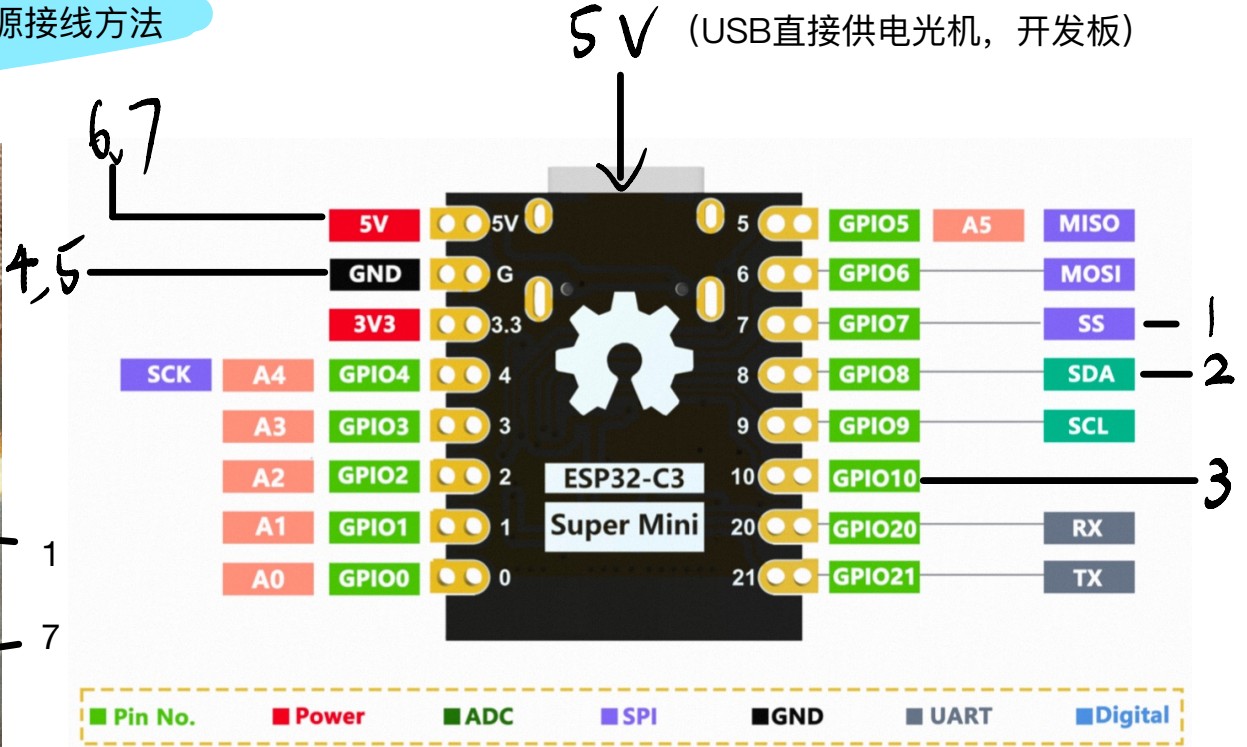 源接线方法
5V (USB直接供电光机，开发板)
6,7
5V 5V 5 GPIO5 A5 MISO
4,5 GND G 6 GPIO6 MOSI
3V3 3.3 7 GPIO7 SS 1
SCK A4 GPIO4 4 8 GPIO8 SDA 2
A3 GPIO3 3 9 GPIO9 SCL
A2 GPIO2 2 ESP32-C3 10 GPIO10 3
1 A1 GPIO1 1 Super Mini 20 GPIO20 RX
A0 GPIO0 0 21 GPIO21 TX
7
Pin No. Power ADC SPI GND UART Digital